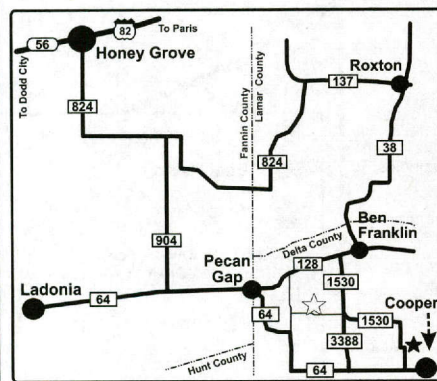 To Paris
82
56
Honey Grove
To Dodd City
Fannin County
Lamar County
Roxton
137
824
824
38
Ben
Franklin
Delta County
904
Pecan
Gap
128
1530
Ladonia
64
64
Cooper
1530
3388
Hunt County
64